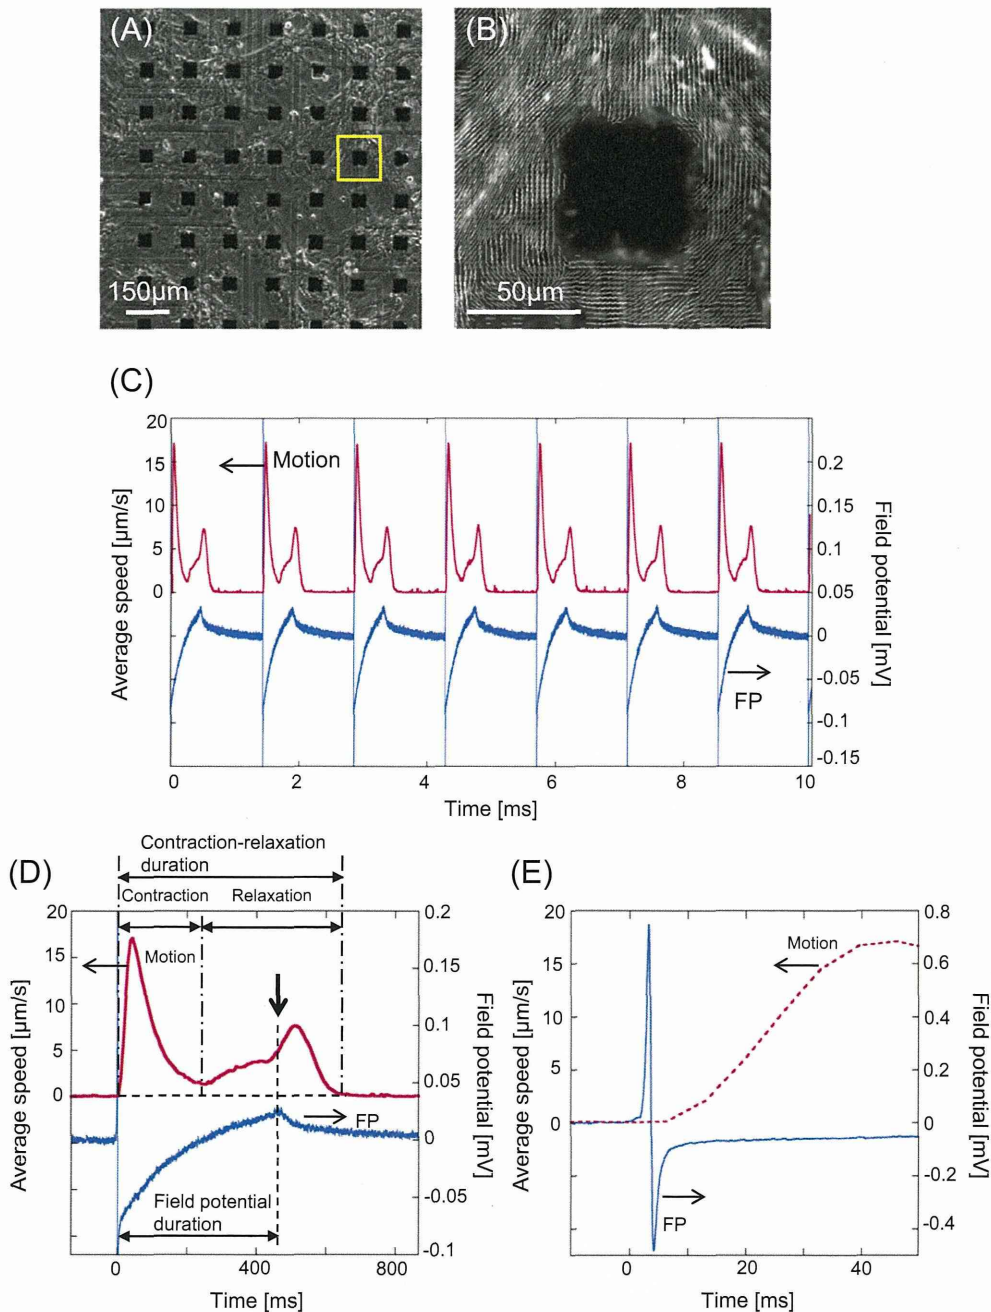 (A)
150μm
(B)
50μm
(C)
20
15
10
5
0
Average speed [μm/s]
Motion
FP
0.2
0.15
0.1
0.05
0
-0.05
-0.1
-0.15
Field potential [mV]
0 2 4 6 8 10
Time [ms]
(D)
Contraction-relaxation
duration
Contraction Relaxation
20
15
10
5
0
Average speed [μm/s]
Motion
FP
Field potential
duration
0.2
0.15
0.1
0.05
0
-0.05
-0.1
Field potential [mV]
0 400 800
Time [ms]
(E)
20
15
10
5
0
Average speed [μm/s]
Motion
FP
0.8
0.6
0.4
0.2
0
-0.2
-0.4
Field potential [mV]
0 20 40
Time [ms]